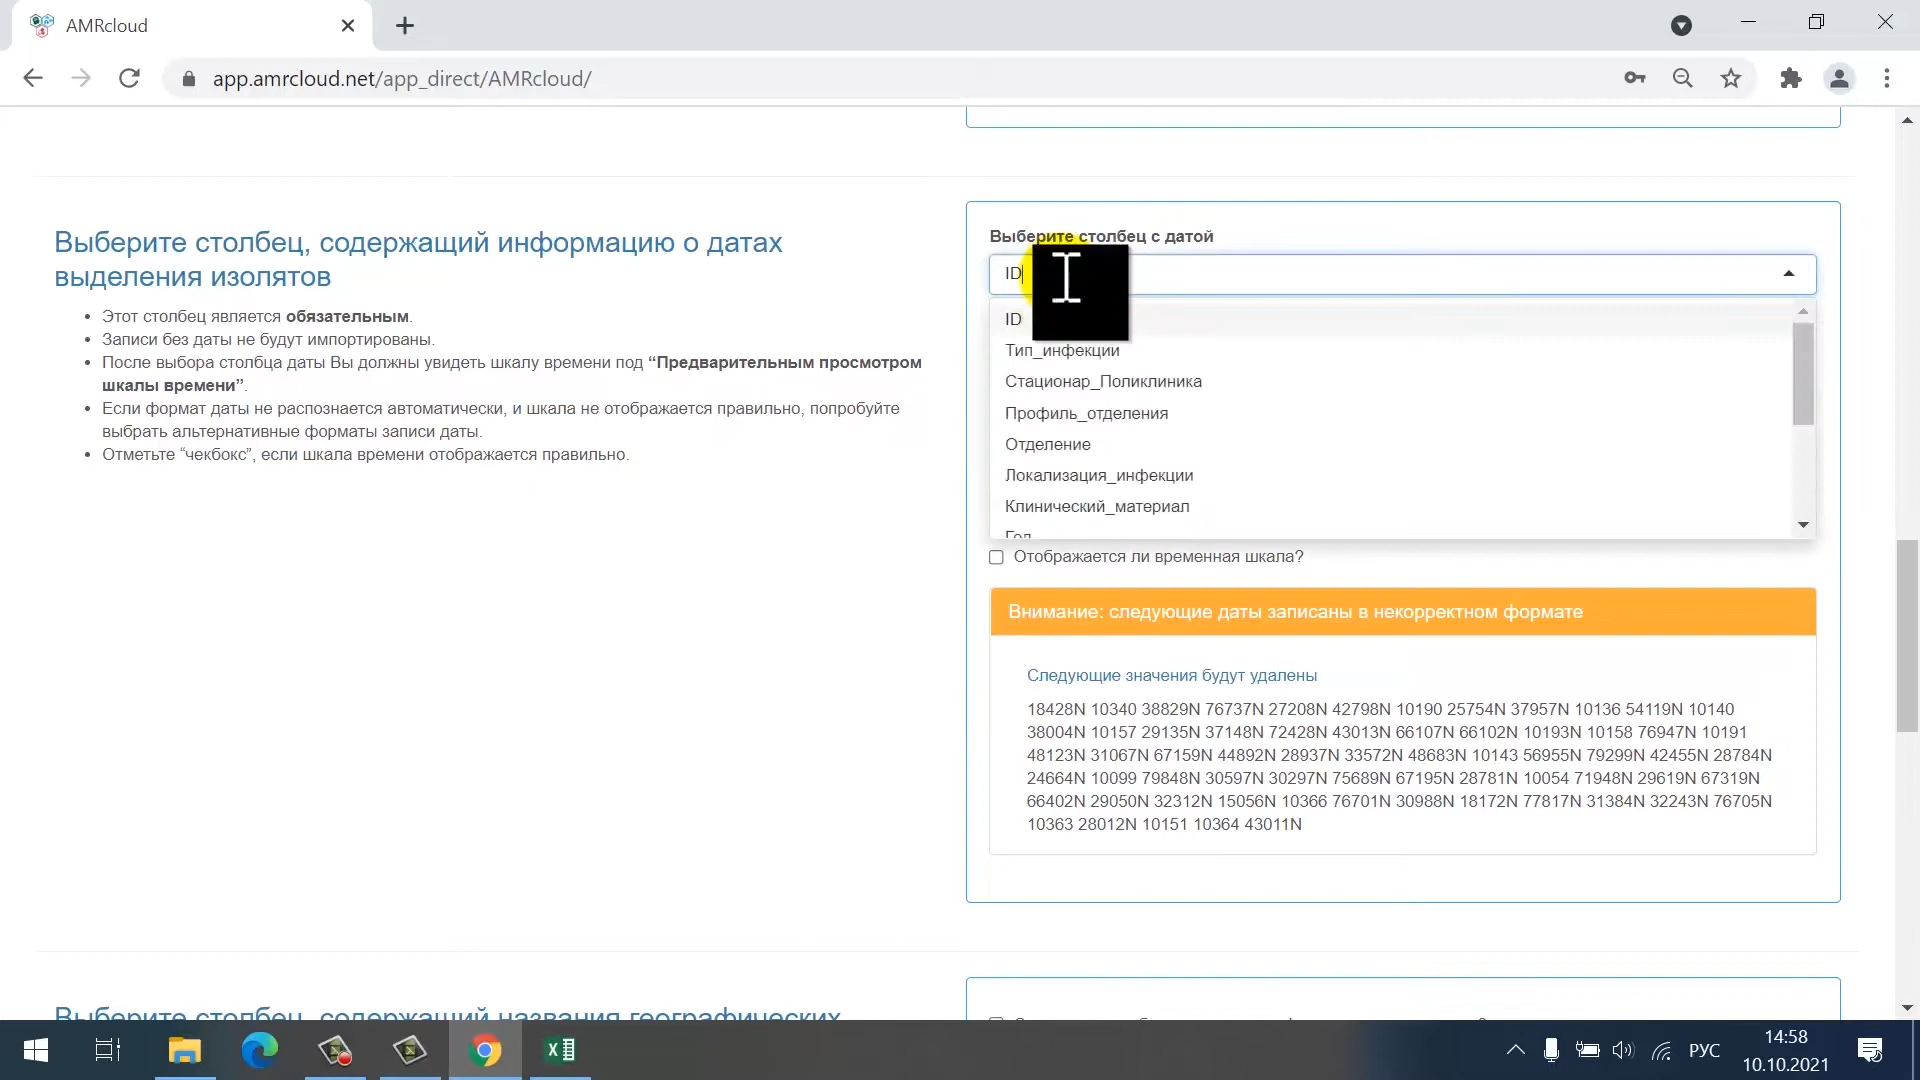 AMRcloud
app.amrcloud.net/app_direct/AMRcloud/
Выберите столбец, содержащий информацию о датах
выделения изолятов
• Этот столбец является обязательным.
• Записи без даты не будут импортированы.
• После выбора столбца даты Вы должны увидеть шкалу времени под “Предварительным просмотром
шкалы времени”.
• Если формат даты не распознается автоматически, и шкала не отображается правильно, попробуйте
выбрать альтернативные форматы записи даты.
• Отметьте “чекбокс”, если шкала времени отображается правильно.
Выберите столбец с датой
ID
ID
Тип_инфекции
Стационар_Поликлиника
Профиль_отделения
Отделение
Локализация_инфекции
Клинический_материал
Год
Отображается ли временная шкала?
Внимание: следующие даты записаны в некорректном формате
Следующие значения будут удалены
18428N 10340 38829N 76737N 27208N 42798N 10190 25754N 37957N 10136 54119N 10140
38004N 10157 29135N 37148N 72428N 43013N 66107N 66102N 10193N 10158 76947N 10191
48123N 31067N 67159N 44892N 28937N 33572N 48683N 10143 56955N 79299N 42455N 28784N
24664N 10099 79848N 30597N 30297N 75689N 67195N 28781N 10054 71948N 29619N 67319N
66402N 29050N 32312N 15056N 10366 76701N 30988N 18172N 77817N 31384N 32243N 76705N
10363 28012N 10151 10364 43011N
Выберите столбец, содержащий названия географических
РУС
14:58
10.10.2021